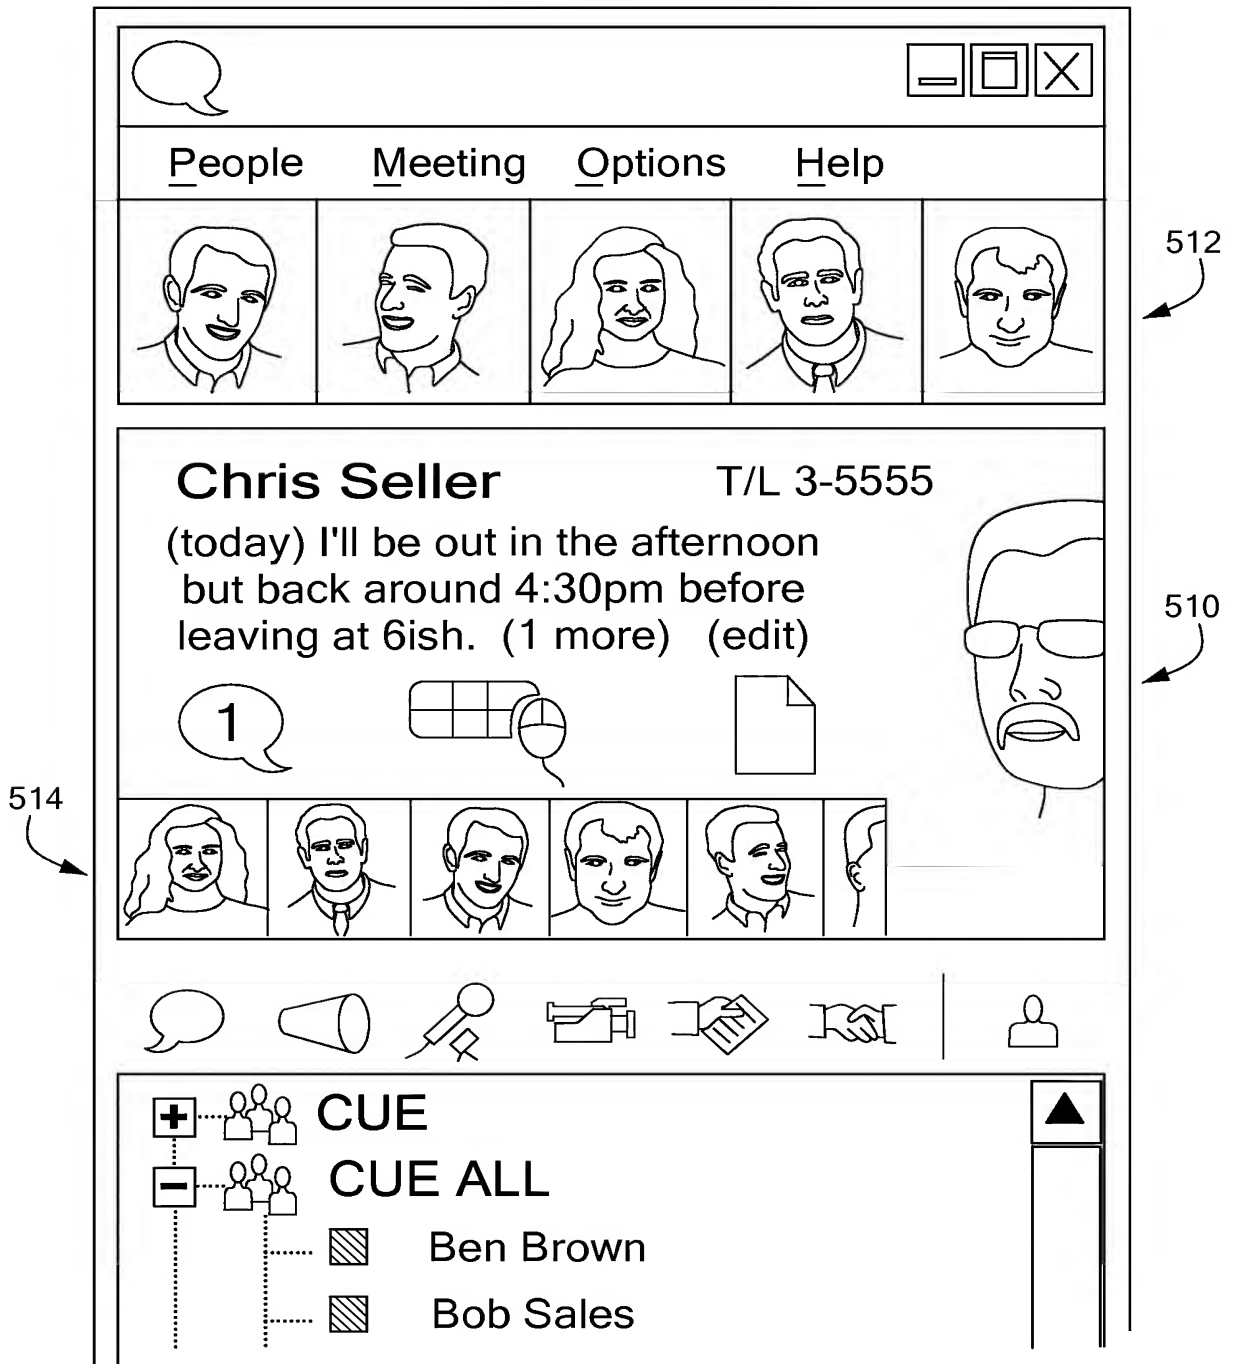 People Meeting Options Help
512
Chris Seller T/L 3-5555
(today) I'll be out in the afternoon
but back around 4:30pm before
leaving at 6ish. (1 more) (edit)
510
1
514
CUE
CUE ALL
Ben Brown
Bob Sales